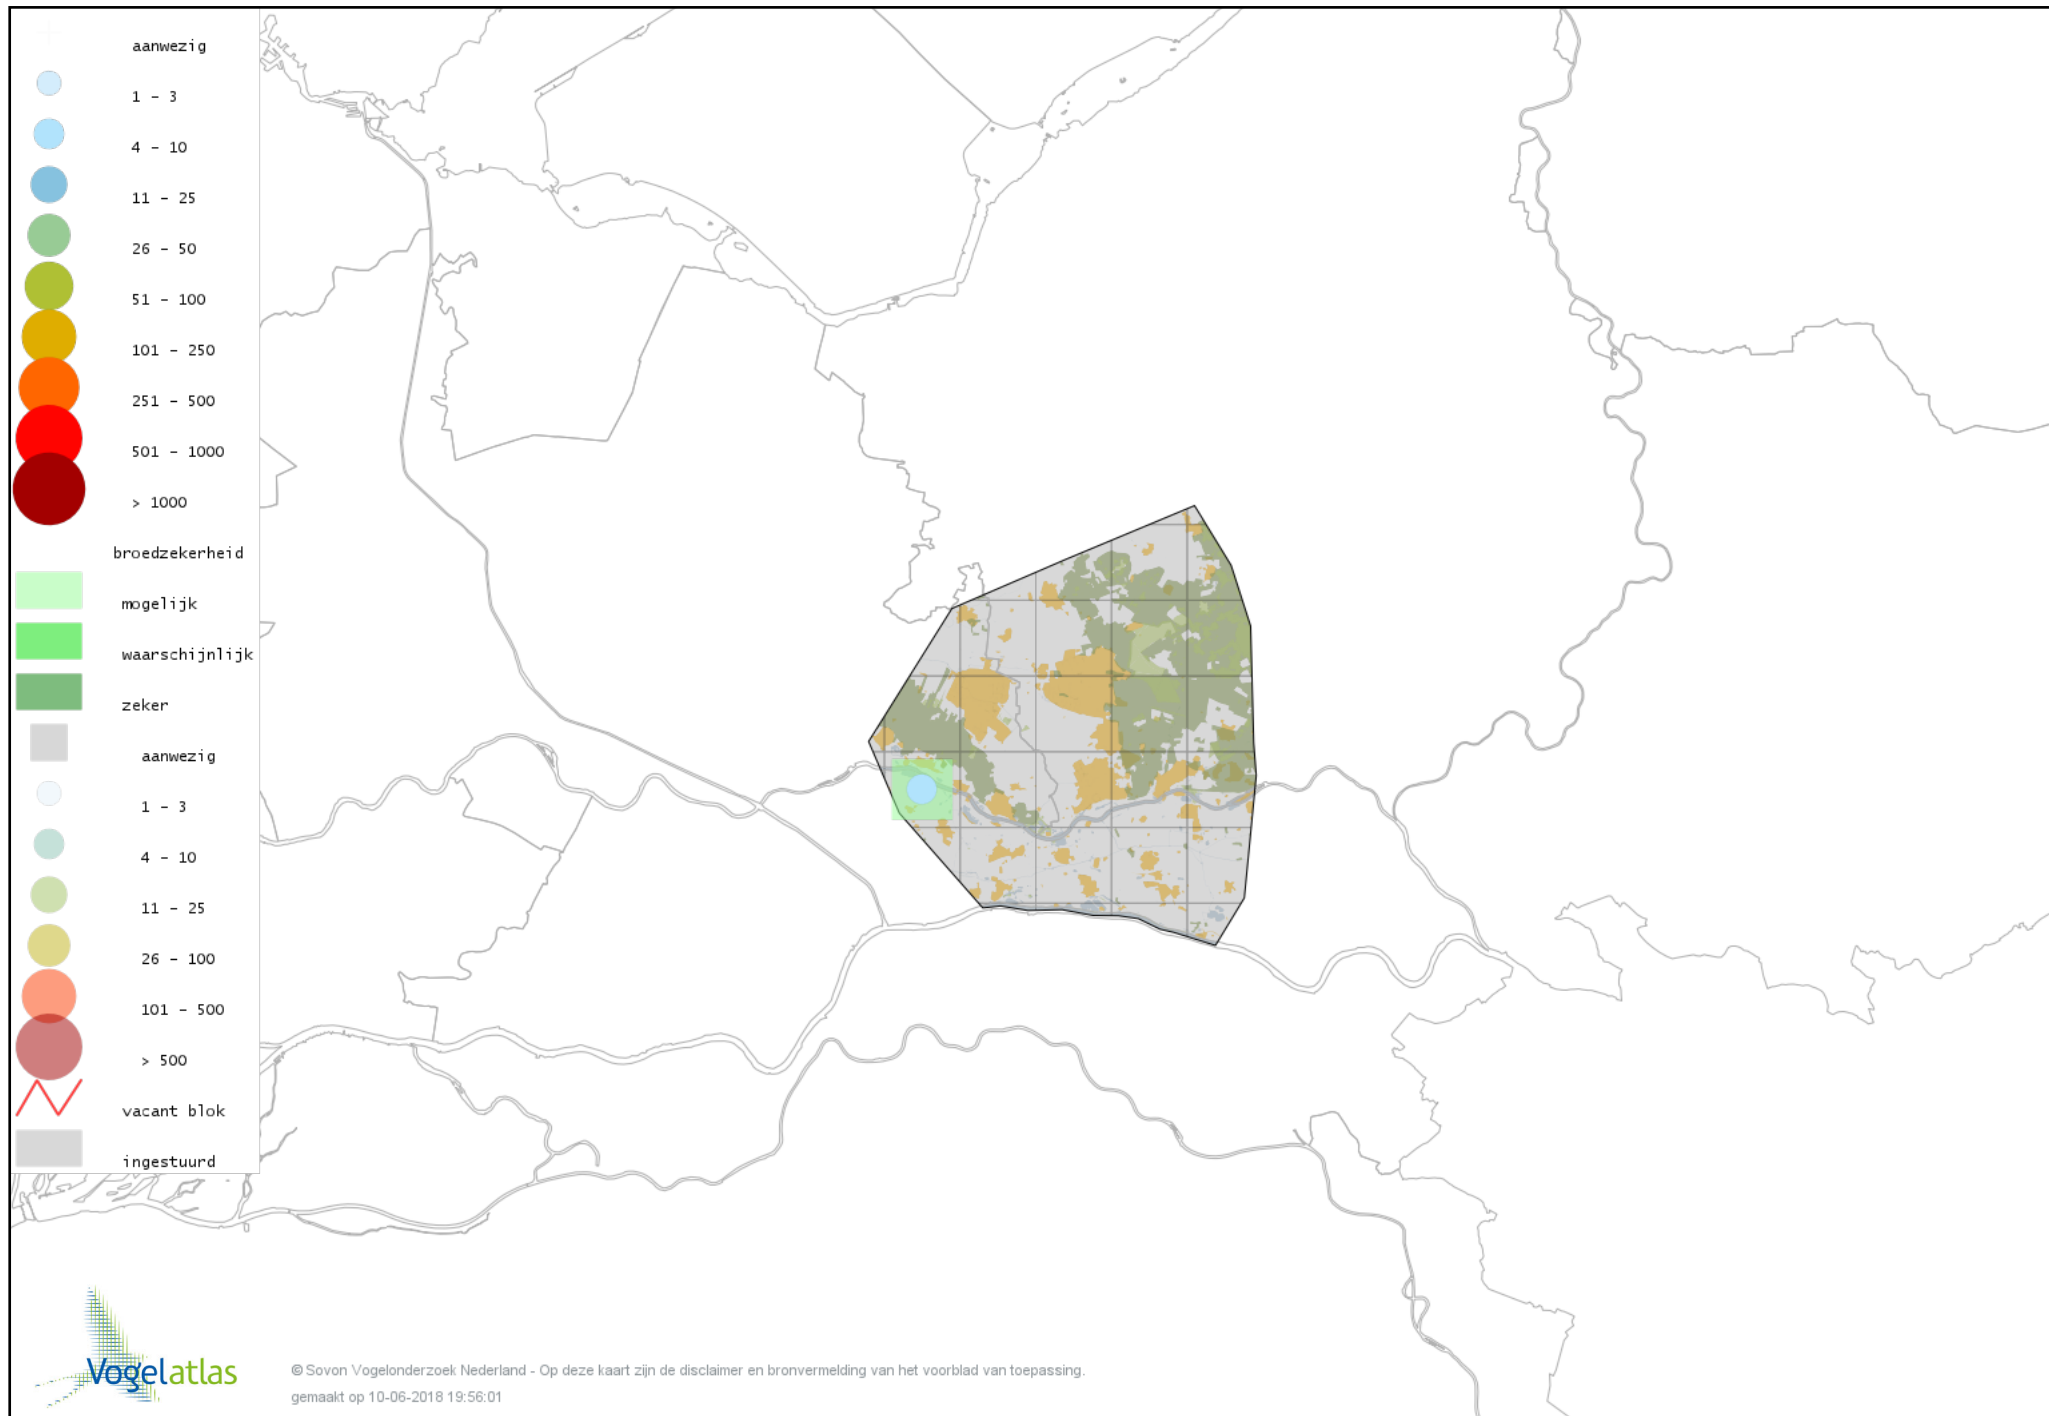 aanwezig
1 - 3
4 - 10
11 - 25
26 - 50
51 - 100
101 - 250
251 - 500
501 - 1000
> 1000
broedzekerheid
mogelijk
waarschijnlijk
zeker
aanwezig
1 - 3
4 - 10
11 - 25
26 - 100
101 - 500
> 500
vacant blok
ingestuurd
Vogelatlas
© Sovon Vogelonderzoek Nederland - Op deze kaart zijn de disclaimer en bronvermelding van het voorblad van toepassing.
gemaakt op 10-06-2018 19:56:01